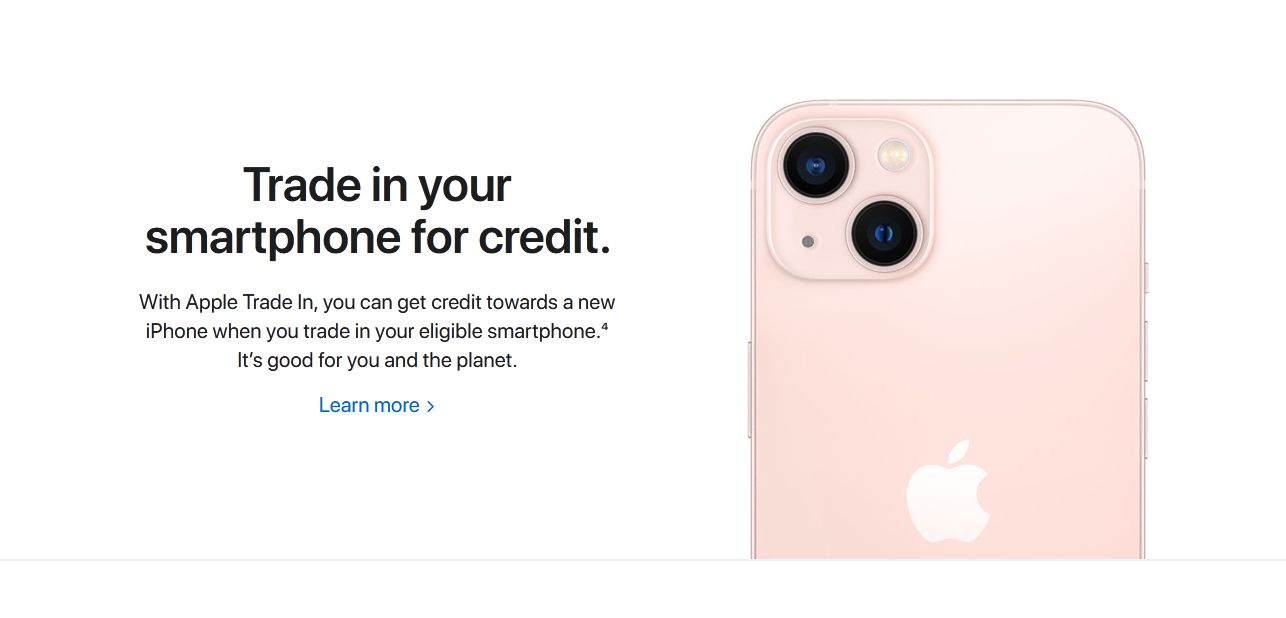 Trade in your
smartphone for credit.
With Apple Trade In, you can get credit towards a new
iPhone when you trade in your eligible smartphone.⁴
It’s good for you and the planet.
Learn more >